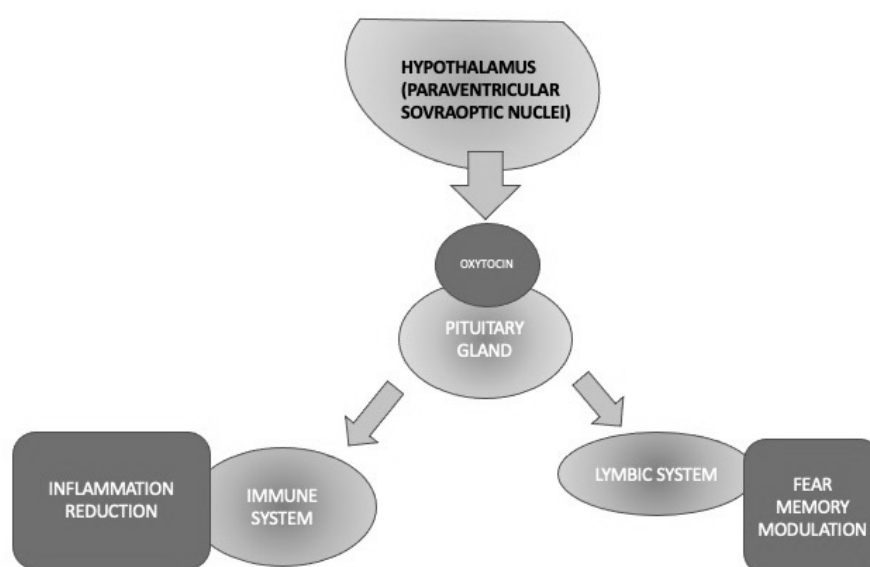 HYPOTHALAMUS
(PARAVENTRICULAR
SOVRAOPTIC NUCLEI)
OXYTOCIN
PITUITARY
GLAND
INFLAMMATION
REDUCTION
IMMUNE
SYSTEM
LYMBIC SYSTEM
FEAR
MEMORY
MODULATION